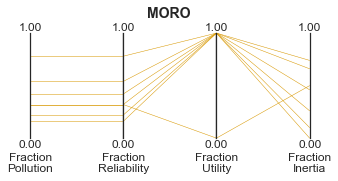 MORO
1.00 1.00 1.00 1.00
0.00 0.00 0.00 0.00
Fraction Fraction Fraction Fraction
Pollution Reliability Utility Inertia